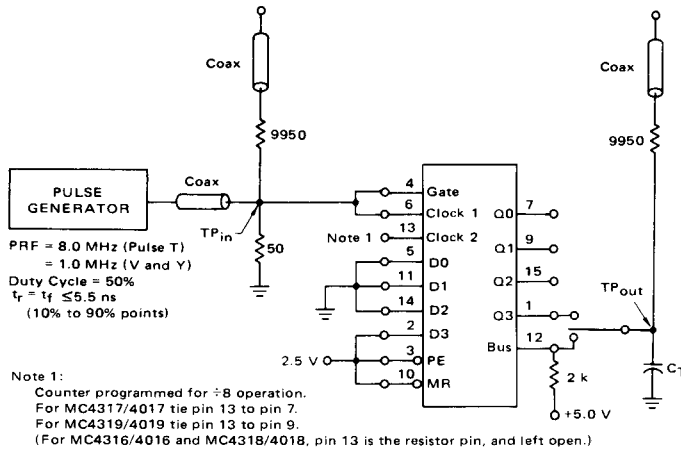 Coax
Coax
9950
9950
PULSE
GENERATOR
Coax
TPin
50
PRF = 8.0 MHz (Pulse T)
= 1.0 MHz (V and Y)
Duty Cycle = 50%
tr = tf ≤5.5 ns
(10% to 90% points)
4 Gate
6 Clock 1
Note 1 13 Clock 2
5 D0
11 D1
14 D2
2 D3
2.5 V 3 PE
10 MR
Q0 7
Q1 9
Q2 15
Q3 1
Bus 12
TPout
CT
2 k
+5.0 V
Note 1:
Counter programmed for ÷8 operation.
For MC4317/4017 tie pin 13 to pin 7.
For MC4319/4019 tie pin 13 to pin 9.
(For MC4316/4016 and MC4318/4018, pin 13 is the resistor pin, and left open.)